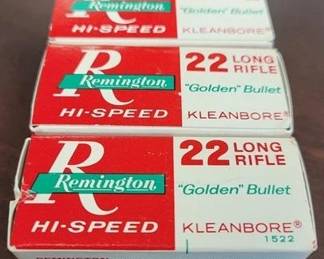 R "Golden" Bullet
HI-SPEED KLEANBORE®
R 22 LONG RIFLE
Remington "Golden" Bullet
HI-SPEED KLEANBORE®
R 22 LONG RIFLE
Remington "Golden" Bullet
HI-SPEED KLEANBORE®
1522